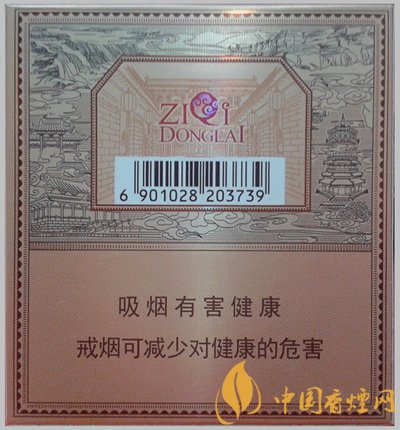 ZIQI
DONGLAI
6 901028 203739
吸烟有害健康
戒烟可减少对健康的危害
中国香烟网